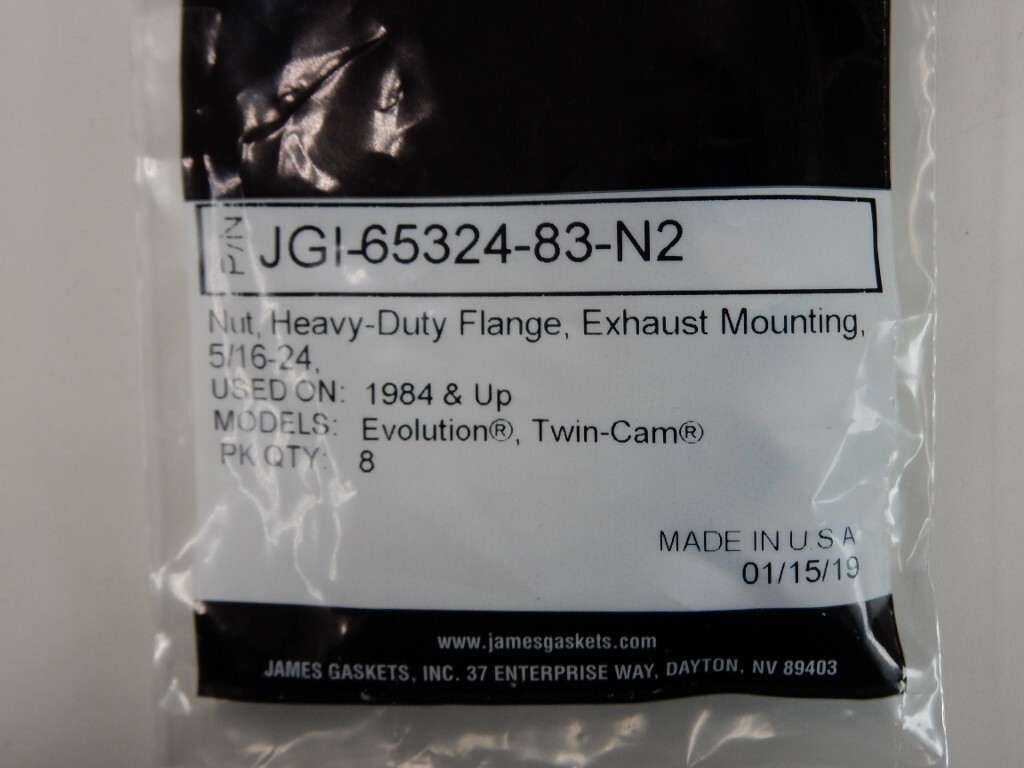 P/N JGI-65324-83-N2
Nut, Heavy-Duty Flange, Exhaust Mounting,
5/16-24,
USED ON: 1984 & Up
MODELS: Evolution®, Twin-Cam®
PK QTY: 8
MADE IN U.S.A
01/15/19
www.jamesgaskets.com
JAMES GASKETS, INC. 37 ENTERPRISE WAY, DAYTON, NV 89403